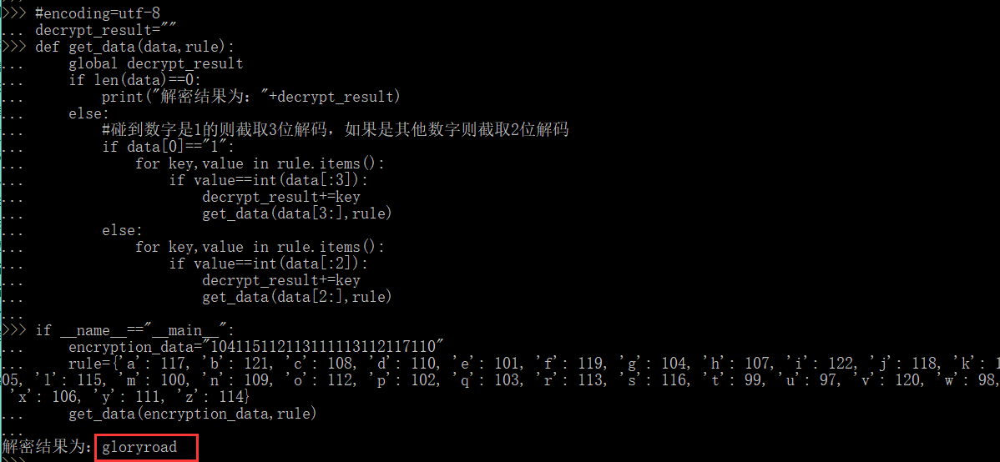 >>> #encoding=utf-8
... decrypt_result=""
>>> def get_data(data,rule):
...     global decrypt_result
...     if len(data)==0:
...         print("解密结果为："+decrypt_result)
...     else:
...         #碰到数字是1的则截取3位解码，如果是其他数字则截取2位解码
...         if data[0]=="1":
...             for key,value in rule.items():
...                 if value==int(data[:3]):
...                     decrypt_result+=key
...                     get_data(data[3:],rule)
...         else:
...             for key,value in rule.items():
...                 if value==int(data[:2]):
...                     decrypt_result+=key
...                     get_data(data[2:],rule)
...
>>> if __name__=="__main__":
...     encryption_data="104115112113111113112117110"
...     rule={'a': 117, 'b': 121, 'c': 108, 'd': 110, 'e': 101, 'f': 119, 'g': 104, 'h': 107, 'i': 122, 'j': 118, 'k': 1
05, 'l': 115, 'm': 100, 'n': 109, 'o': 112, 'p': 102, 'q': 103, 'r': 113, 's': 116, 't': 99, 'u': 97, 'v': 120, 'w': 98,
'x': 106, 'y': 111, 'z': 114}
...     get_data(encryption_data,rule)
...
解密结果为：gloryroad